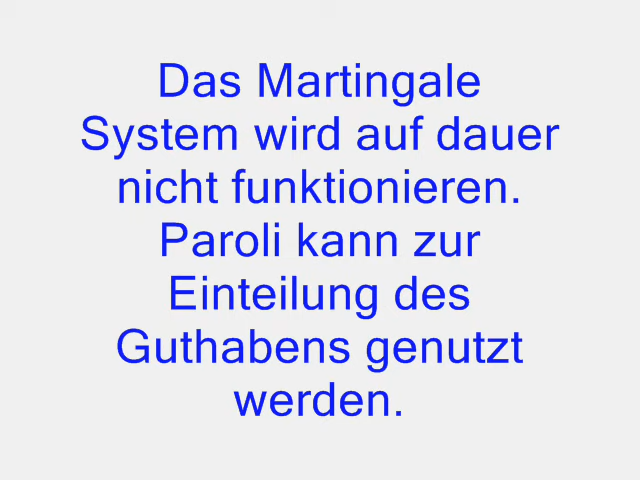 Das Martingale
System wird auf dauer
nicht funktionieren.
Paroli kann zur
Einteilung des
Guthabens genutzt
werden.